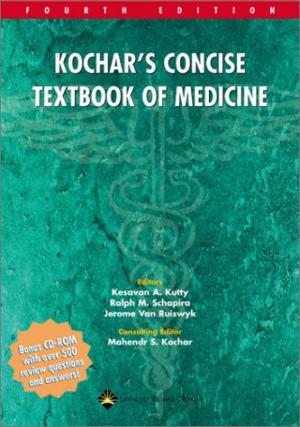 FOURTH EDITION
KOCHAR'S CONCISE
TEXTBOOK OF MEDICINE
Editors
Kesavan A. Kutty
Ralph M. Schapira
Jerome Van Ruiswyk
Consulting Editor
Mahendr S. Kochar
Bonus CD-ROM
with over 500
review questions
and answers!